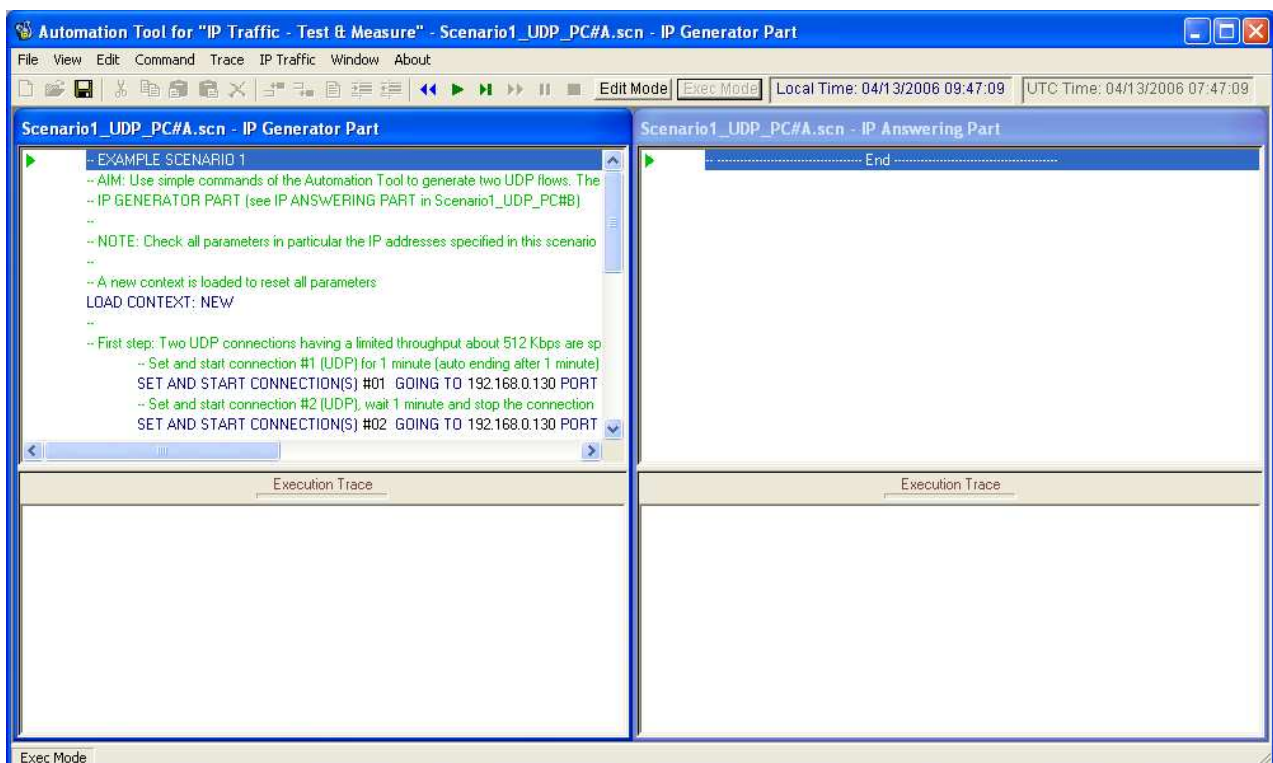 Automation Tool for "IP Traffic - Test & Measure" - Scenario1_UDP_PC#A.scn - IP Generator Part
File View Edit Command Trace IP Traffic Window About
Edit Mode Exec Mode Local Time: 04/13/2006 09:47:09 UTC Time: 04/13/2006 07:47:09
Scenario1_UDP_PC#A.scn - IP Generator Part
-- EXAMPLE SCENARIO 1
-- AIM: Use simple commands of the Automation Tool to generate two UDP flows. The
-- IP GENERATOR PART (see IP ANSWERING PART in Scenario1_UDP_PC#B)
--
-- NOTE: Check all parameters in particular the IP addresses specified in this scenario
--
-- A new context is loaded to reset all parameters
LOAD CONTEXT: NEW
--
-- First step: Two UDP connections having a limited throughput about 512 Kbps are sp
-- Set and start connection #1 (UDP) for 1 minute (auto ending after 1 minute)
SET AND START CONNECTION(S) #01 GOING TO 192.168.0.130 PORT
-- Set and start connection #2 (UDP), wait 1 minute and stop the connection
SET AND START CONNECTION(S) #02 GOING TO 192.168.0.130 PORT
Execution Trace
Scenario1_UDP_PC#A.scn - IP Answering Part
-- ------------------------------------ End ----------------------------------------
Execution Trace
Exec Mode